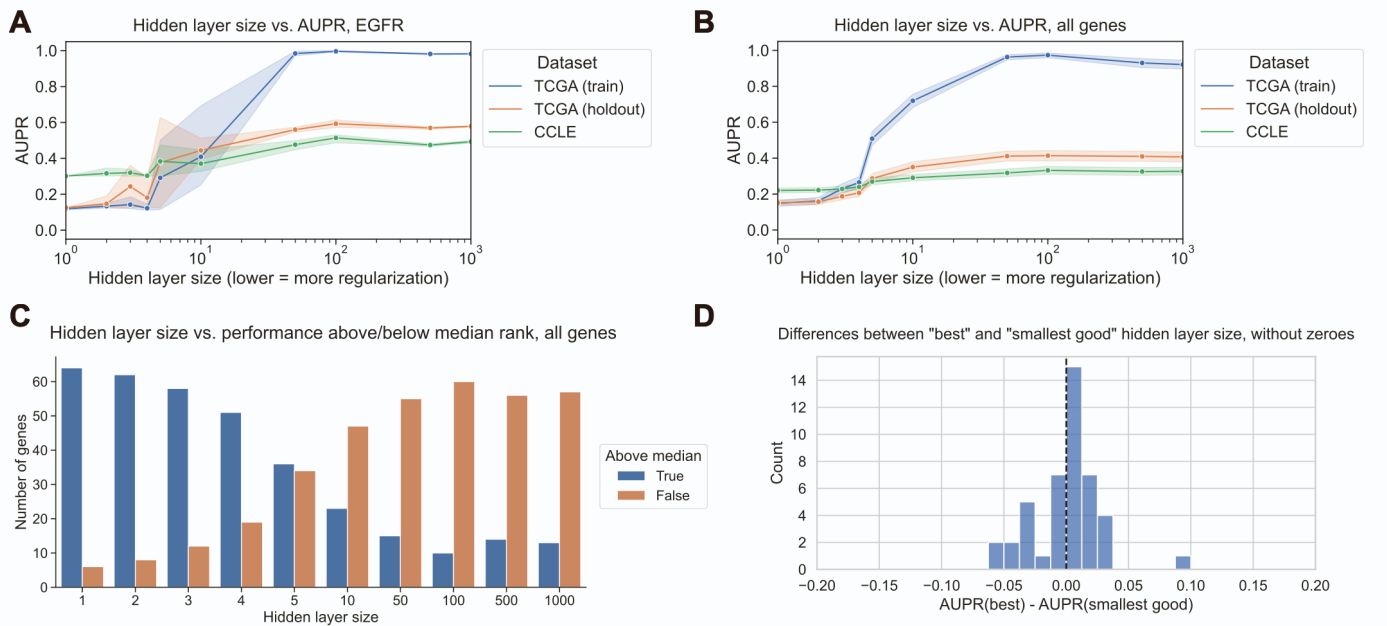 A
Hidden layer size vs. AUPR, EGFR
AUPR
1.0
0.8
0.6
0.4
0.2
0.0
10^0
10^1
10^2
10^3
Hidden layer size (lower = more regularization)
Dataset
TCGA (train)
TCGA (holdout)
CCLE
B
Hidden layer size vs. AUPR, all genes
AUPR
1.0
0.8
0.6
0.4
0.2
0.0
10^0
10^1
10^2
10^3
Hidden layer size (lower = more regularization)
Dataset
TCGA (train)
TCGA (holdout)
CCLE
C
Hidden layer size vs. performance above/below median rank, all genes
Number of genes
60
50
40
30
20
10
0
1 2 3 4 5 10 50 100 500 1000
Hidden layer size
Above median
True
False
D
Differences between "best" and "smallest good" hidden layer size, without zeroes
Count
14
12
10
8
6
4
2
0
−0.20 −0.15 −0.10 −0.05 0.00 0.05 0.10 0.15 0.20
AUPR(best) - AUPR(smallest good)